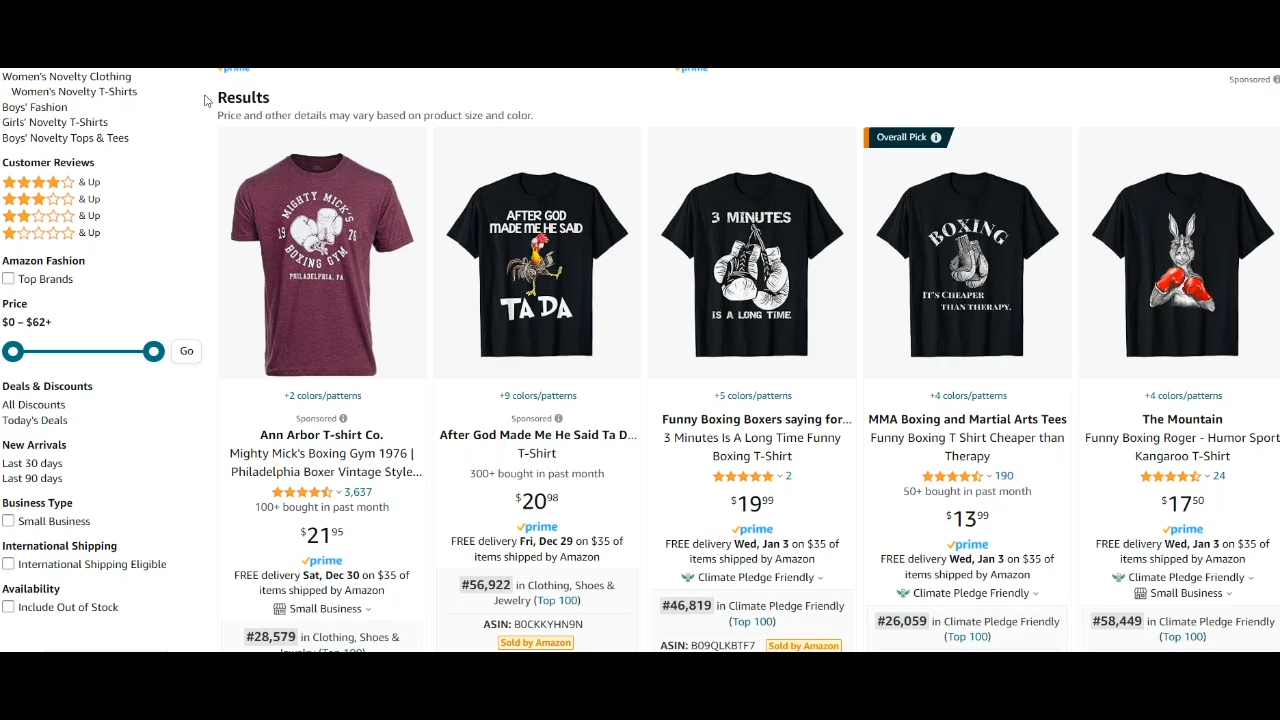 Women's Novelty Clothing
Women's Novelty T-Shirts
Boys' Fashion
Girls' Novelty T-Shirts
Boys' Novelty Tops & Tees
Customer Reviews
& Up
& Up
& Up
& Up
Amazon Fashion
Top Brands
Price
$0 – $62+
Go
Deals & Discounts
All Discounts
Today's Deals
New Arrivals
Last 30 days
Last 90 days
Business Type
Small Business
International Shipping
International Shipping Eligible
Availability
Include Out of Stock
prime
prime
Sponsored
Results
Price and other details may vary based on product size and color.
MIGHTY MICK'S
19 76
BOXING GYM
PHILADELPHIA, PA
+2 colors/patterns
Sponsored
Ann Arbor T-shirt Co.
Mighty Mick's Boxing Gym 1976 |
Philadelphia Boxer Vintage Style...
3,637
100+ bought in past month
$21 95
prime
FREE delivery Sat, Dec 30 on $35 of
items shipped by Amazon
Small Business
#28,579 in Clothing, Shoes &
Jewelry (Top 100)
AFTER GOD
MADE ME HE SAID
TA DA
+9 colors/patterns
Sponsored
After God Made Me He Said Ta D...
T-Shirt
300+ bought in past month
$20 98
prime
FREE delivery Fri, Dec 29 on $35 of
items shipped by Amazon
#56,922 in Clothing, Shoes &
Jewelry (Top 100)
ASIN: B0CKKYHN9N
Sold by Amazon
3 MINUTES
IS A LONG TIME
+5 colors/patterns
Funny Boxing Boxers saying for...
3 Minutes Is A Long Time Funny
Boxing T-Shirt
2
$19 99
prime
FREE delivery Wed, Jan 3 on $35 of
items shipped by Amazon
Climate Pledge Friendly
#46,819 in Climate Pledge Friendly
(Top 100)
ASIN: B09QLKBTF7 Sold by Amazon
Overall Pick
BOXING
IT'S CHEAPER
THAN THERAPY.
+4 colors/patterns
MMA Boxing and Martial Arts Tees
Funny Boxing T Shirt Cheaper than
Therapy
190
50+ bought in past month
$13 99
prime
FREE delivery Wed, Jan 3 on $35 of
items shipped by Amazon
Climate Pledge Friendly
#26,059 in Climate Pledge Friendly
(Top 100)
+4 colors/patterns
The Mountain
Funny Boxing Roger - Humor Sport
Kangaroo T-Shirt
24
$17 50
prime
FREE delivery Wed, Jan 3 on $35 of
items shipped by Amazon
Climate Pledge Friendly
Small Business
#58,449 in Climate Pledge Friendly
(Top 100)